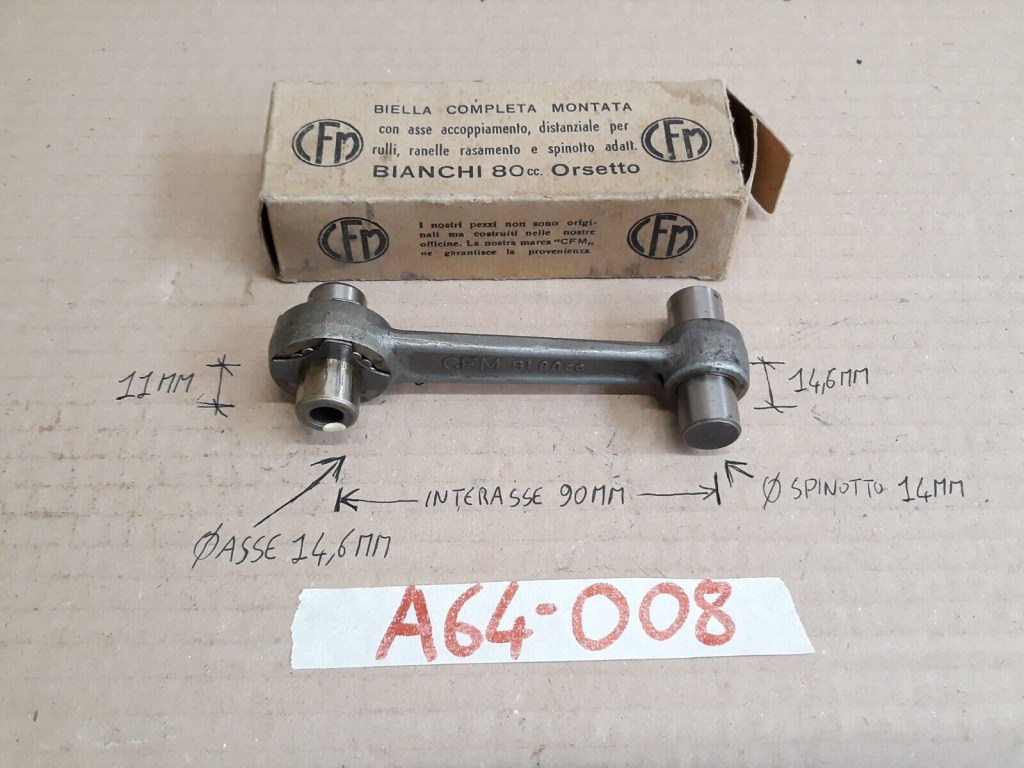 BIELLA COMPLETA MONTATA
con asse accoppiamento, distanziale per
rulli, ranelle rasamento e spinotto adatt.
BIANCHI 80cc. Orsetto
CFM
CFM
I nostri pezzi non sono origi-
nali ma costruiti nelle nostre
officine. La nostra marca "CFM„
ne garantisce la provenienza.
CFM
CFM
CFM BI 80cc
11MM
14,6MM
INTERASSE 90MM
Ø SPINOTTO 14MM.
ØASSE 14,6MM
A64-008